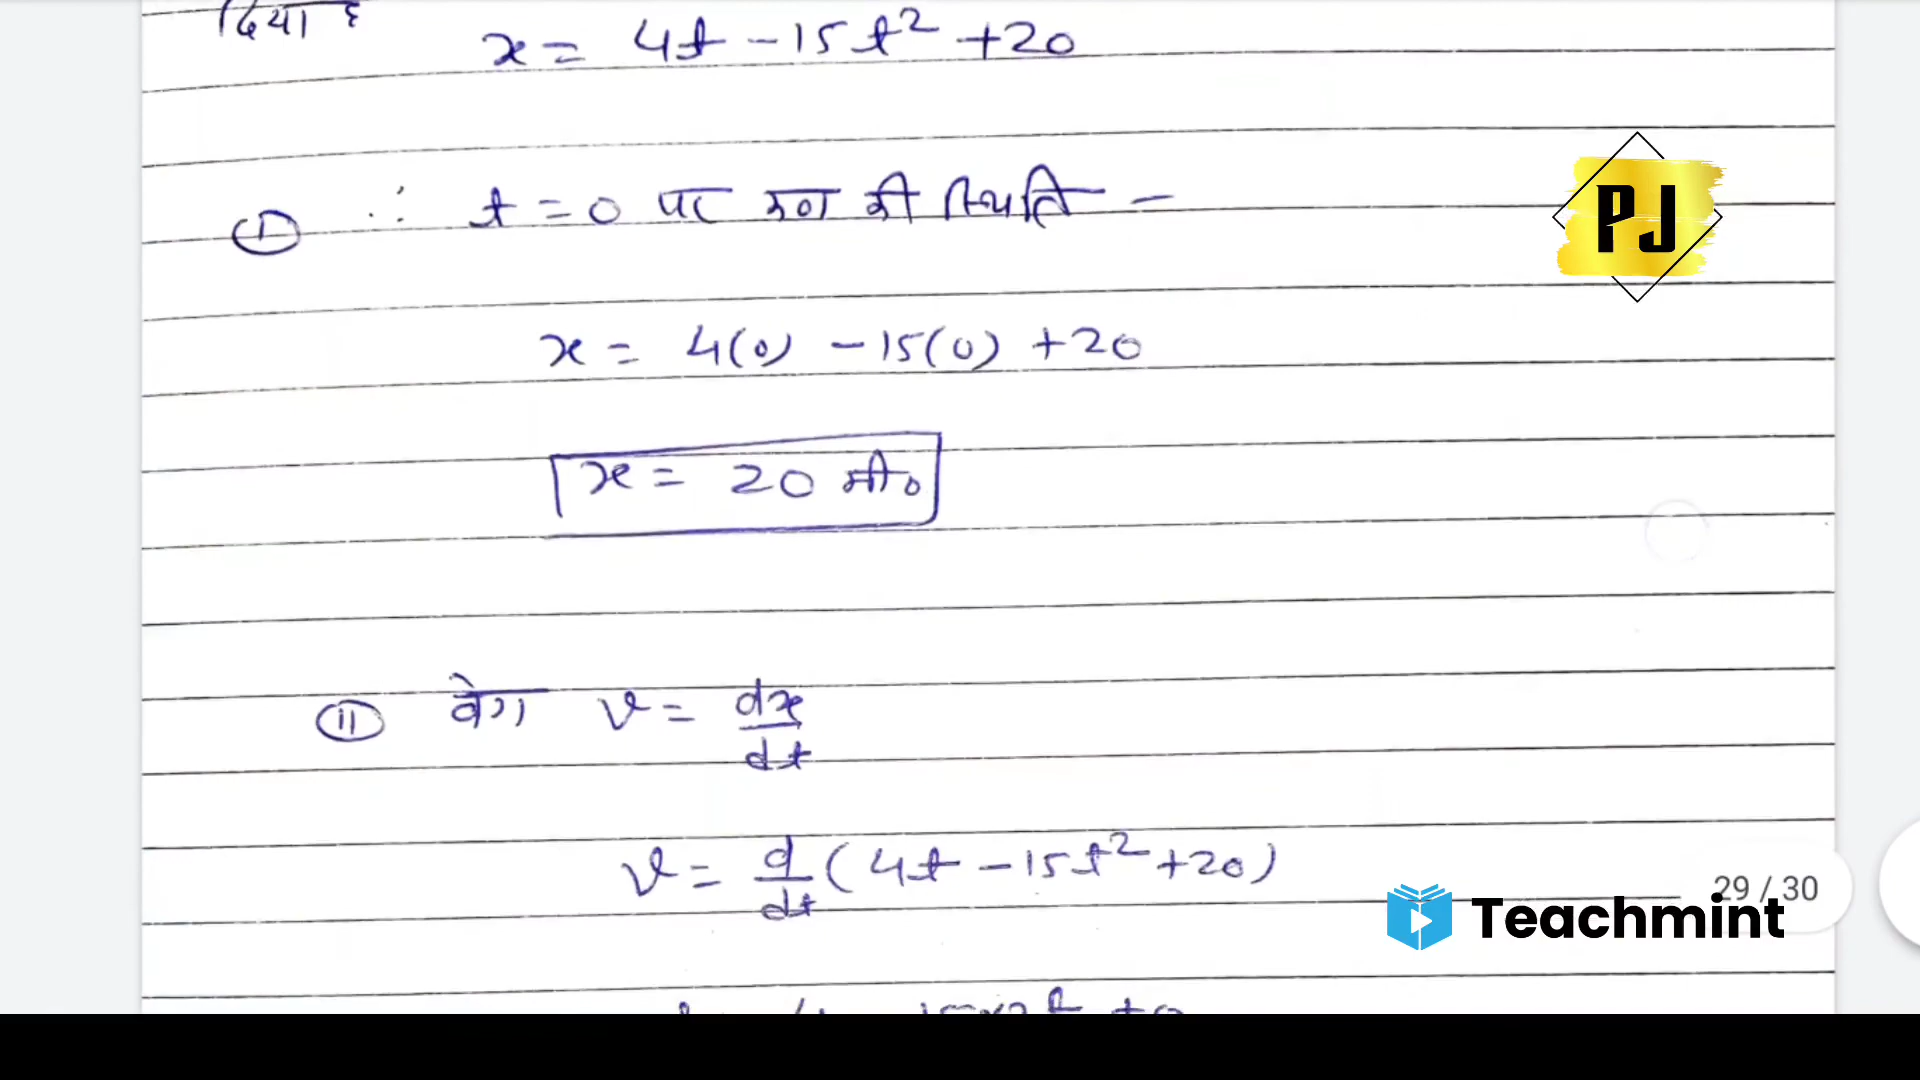 दिया है
x = 4t - 15t² + 20
I ∴ t = 0 पर कण की स्थिति -
PJ
x = 4(0) - 15(0) + 20
x = 20 मी०
II वेग v = dx/dt
v = d/dt (4t - 15t² + 20)
29 / 30
Teachmint